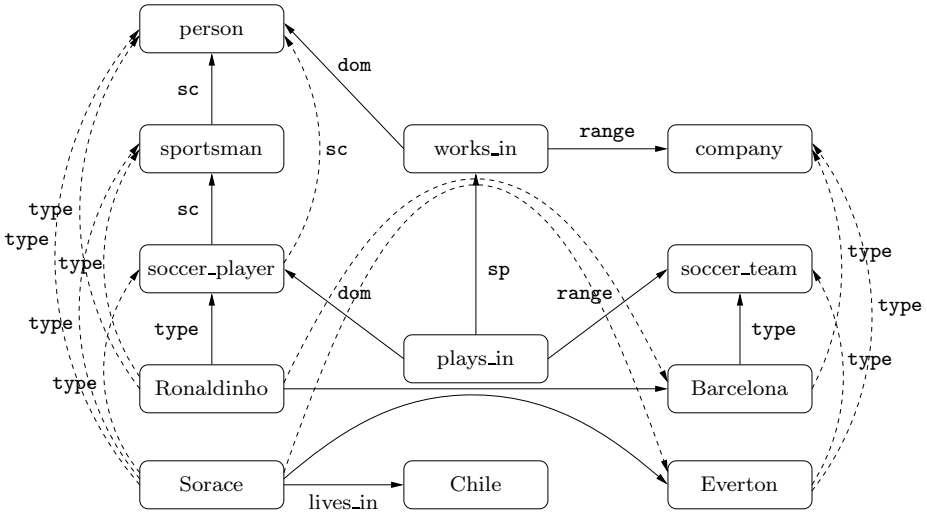 person
dom
sc
sportsman
sc
works_in
range
company
type
sc
type
type
soccer_player
sc
type
soccer_team
dom
sp
range
type
type
type
plays_in
type
type
type
Ronaldinho
Barcelona
Sorace
lives_in
Chile
Everton